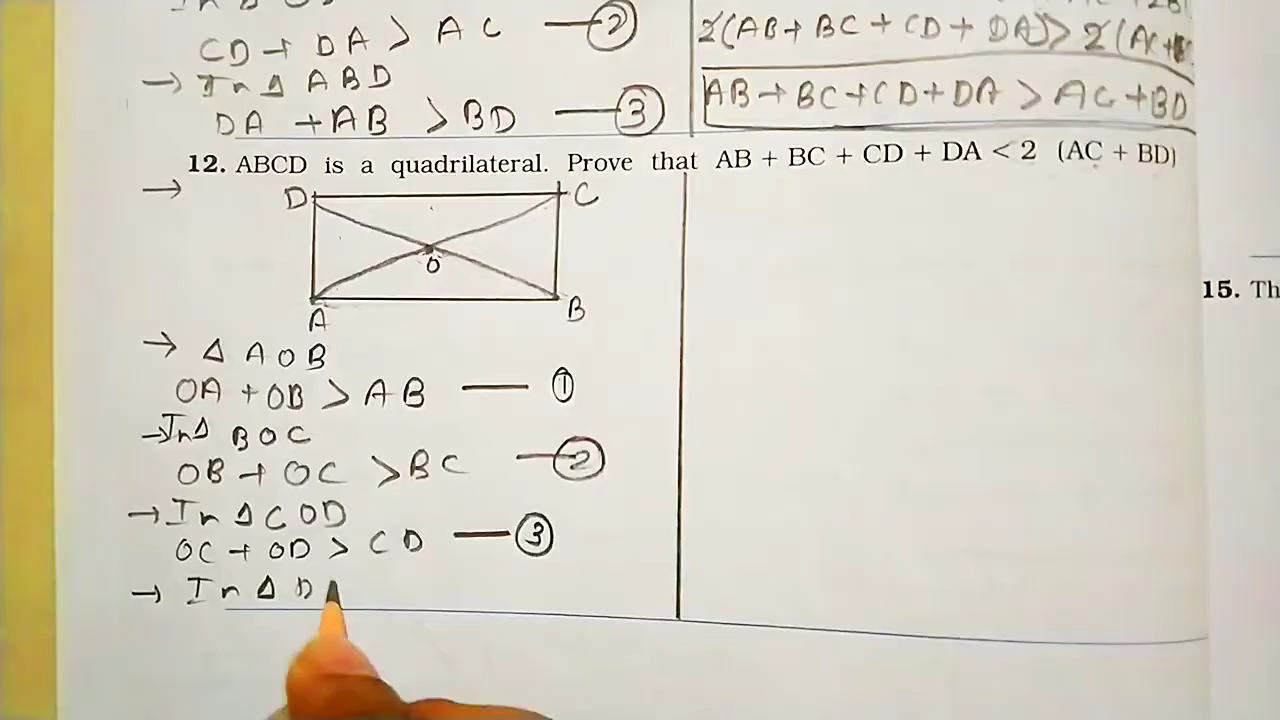 CD + DA > AC — ②
→ In Δ ABD
DA + AB > BD — ③
2(AB + BC + CD + DA) > 2(AC +
AB + BC + CD + DA > AC + BD
12. ABCD is a quadrilateral. Prove that AB + BC + CD + DA < 2 (AC + BD)
→
D C
O
A B
→ Δ AOB
OA + OB > AB — ①
→ In Δ BOC
OB + OC > BC — ②
→ In Δ COD
OC + OD > CD — ③
→ In Δ D
15. Th